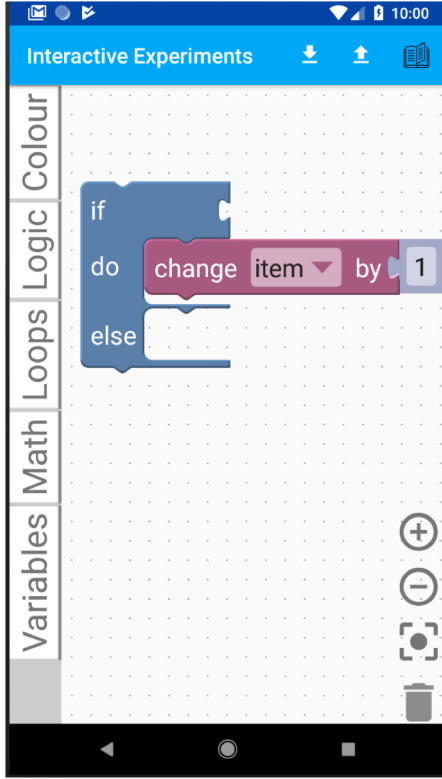 10:00
Interactive Experiments
Colour
Logic
Loops
Math
Variables
if
do change item by 1
else